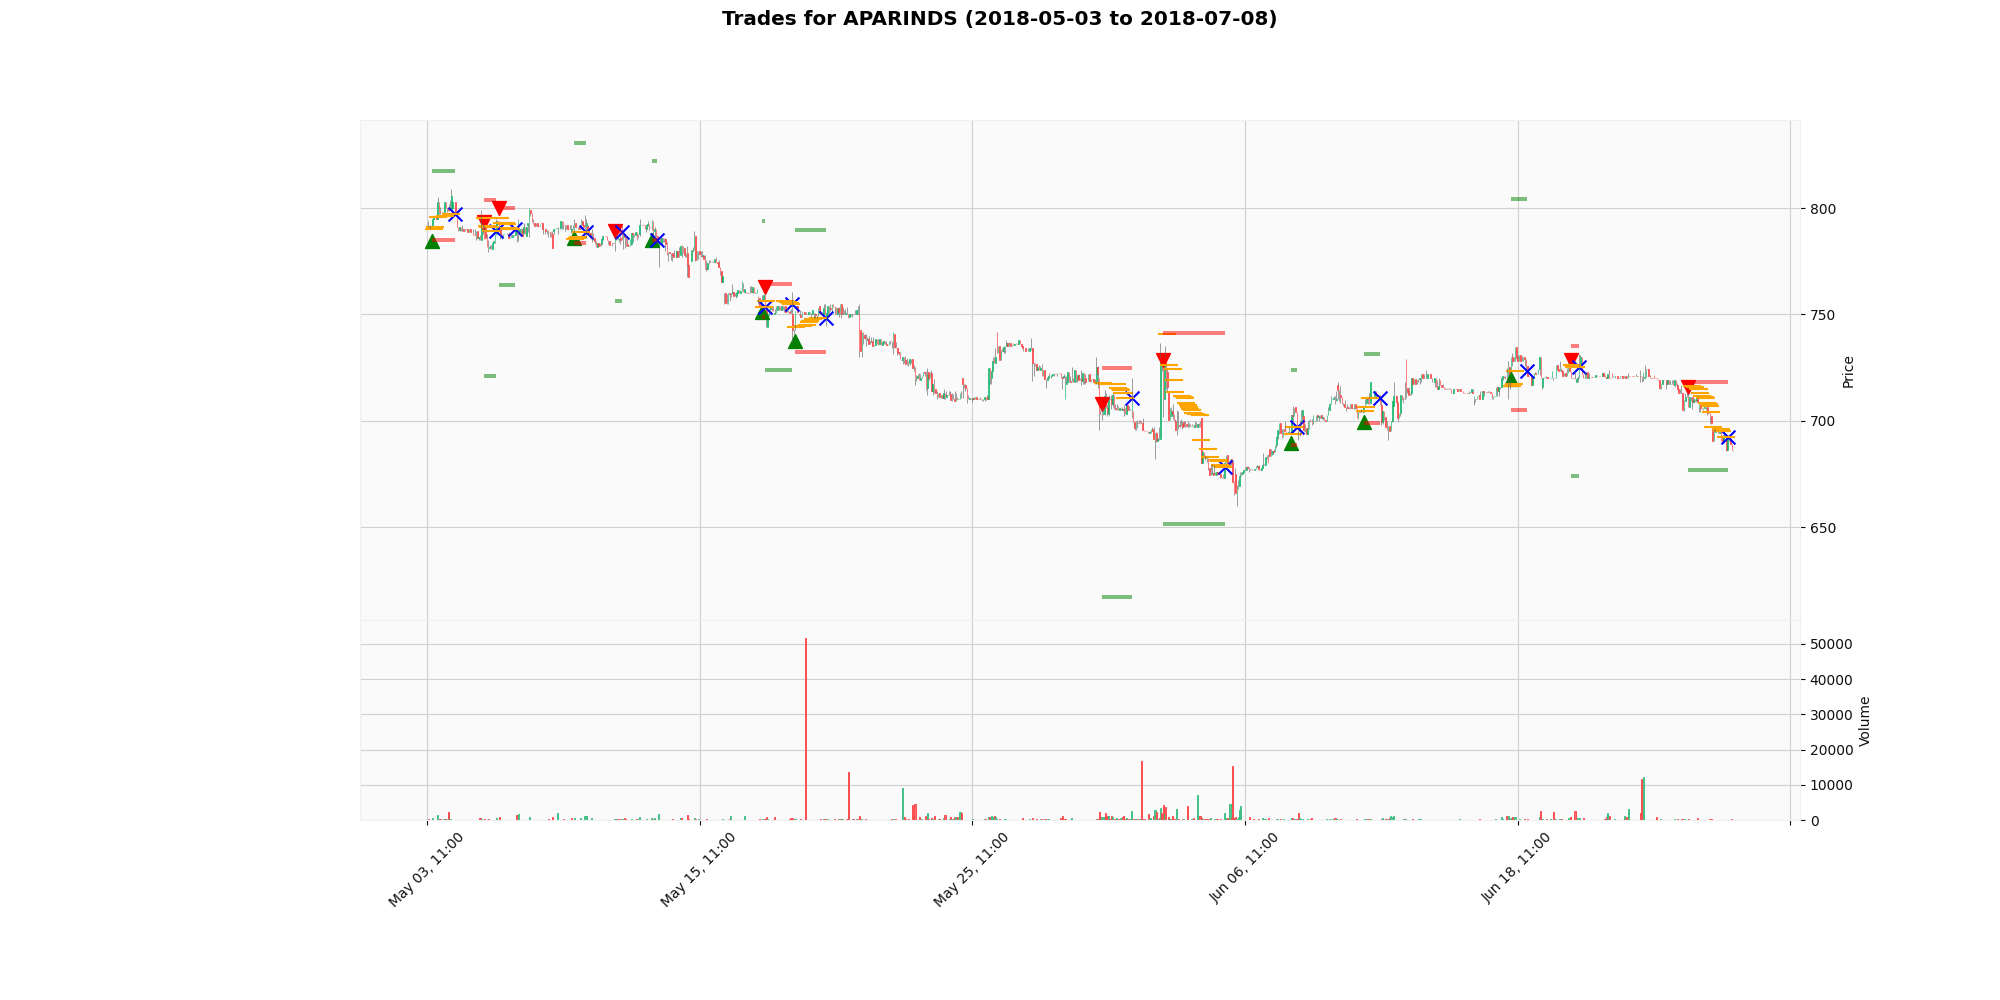 Trades for APARINDS (2018-05-03 to 2018-07-08)
800
750
700
650
Price
50000
40000
30000
20000
10000
0
Volume
May 03, 11:00
May 15, 11:00
May 25, 11:00
Jun 06, 11:00
Jun 18, 11:00